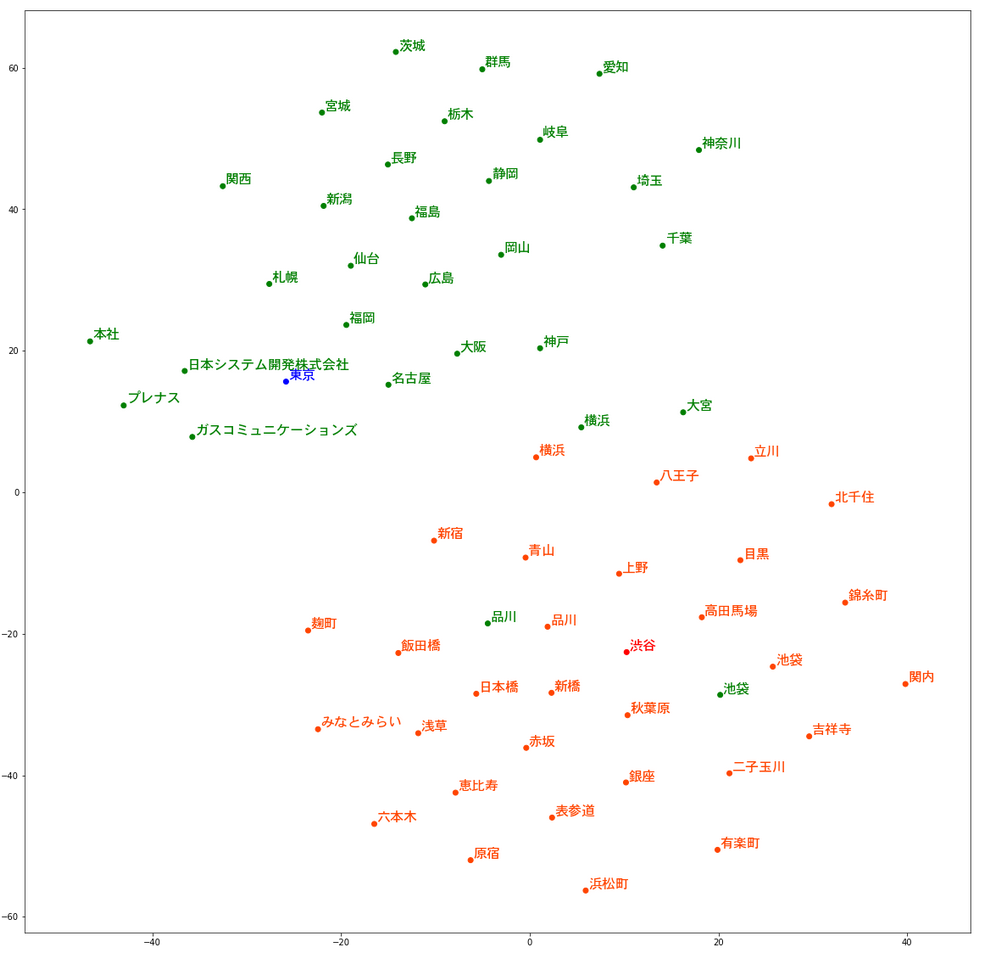 茨城
群馬
愛知
60
宮城
栃木
岐阜
神奈川
長野
静岡
埼玉
関西
新潟
40
福島
千葉
岡山
仙台
札幌
広島
福岡
本社
大阪
神戸
20
日本システム開発株式会社
東京
名古屋
プレナス
大宮
横浜
ガスコミュニケーションズ
横浜
立川
八王子
0
北千住
新宿
青山
目黒
上野
錦糸町
高田馬場
品川
品川
麹町
−20
飯田橋
渋谷
池袋
関内
日本橋
新橋
池袋
秋葉原
みなとみらい
浅草
吉祥寺
赤坂
二子玉川
銀座
−40
恵比寿
表参道
六本木
有楽町
原宿
浜松町
−60
−40
−20
0
20
40